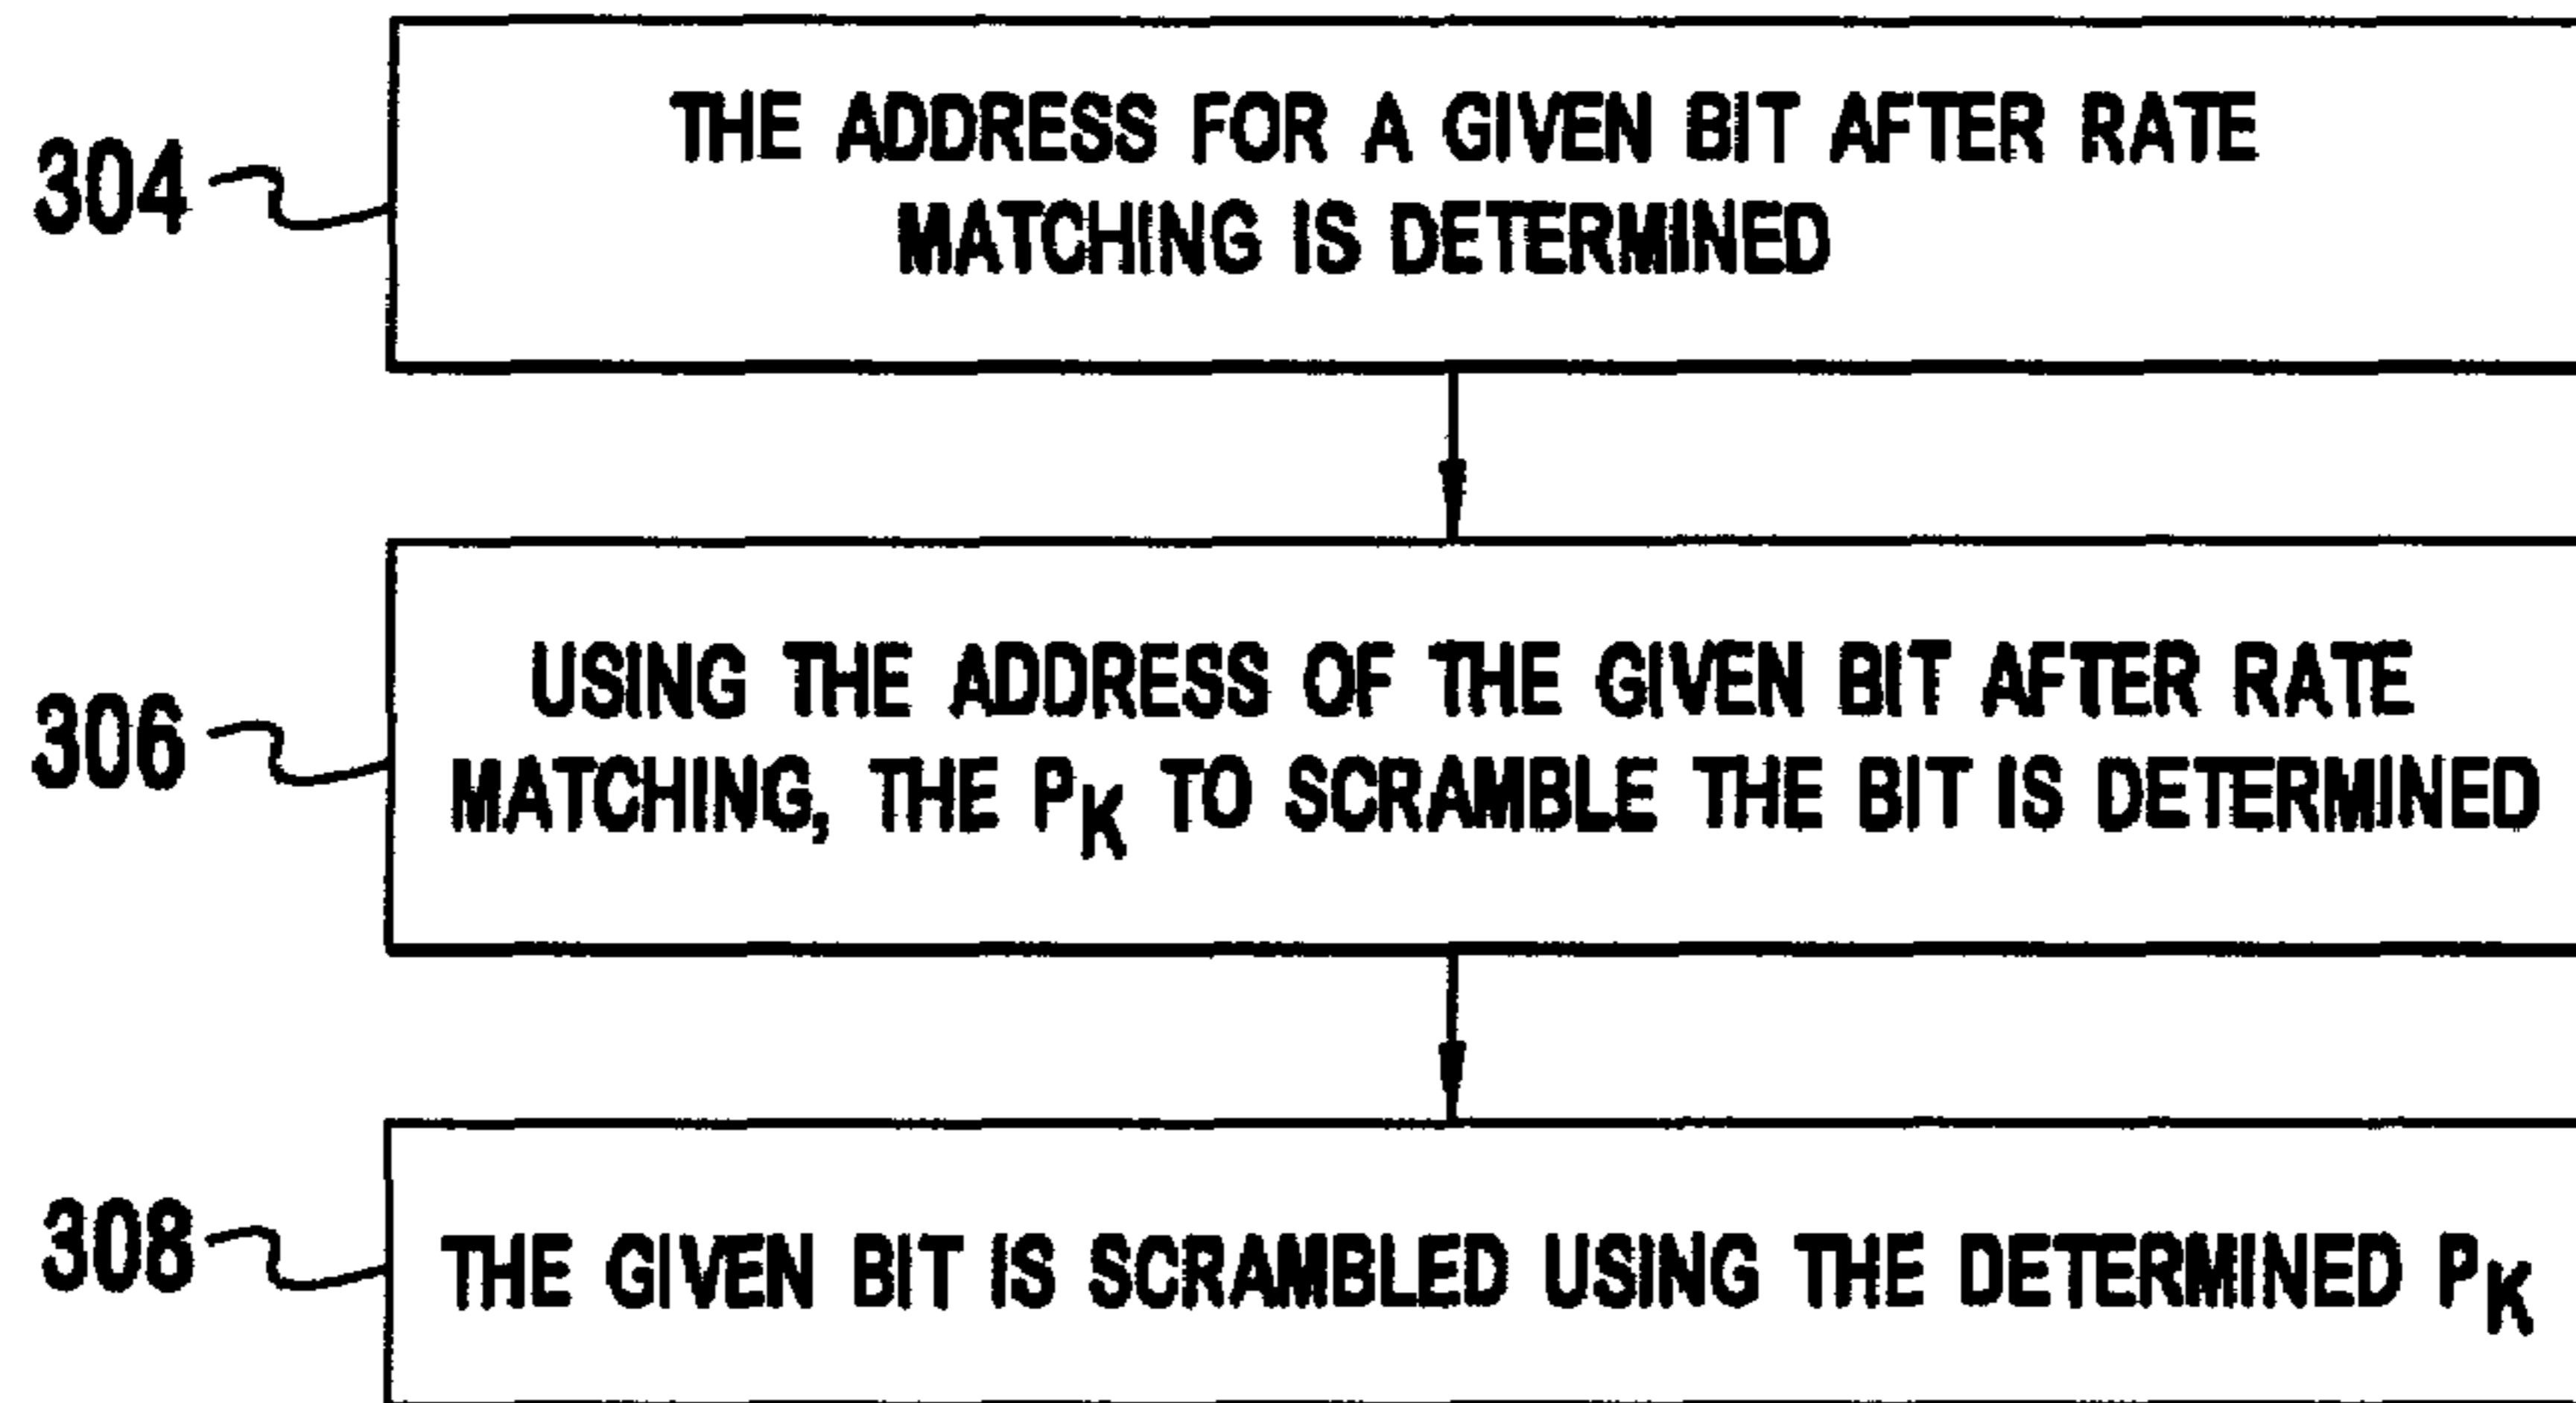 304
THE ADDRESS FOR A GIVEN BIT AFTER RATE
MATCHING IS DETERMINED
306
USING THE ADDRESS OF THE GIVEN BIT AFTER RATE
MATCHING, THE PK TO SCRAMBLE THE BIT IS DETERMINED
308
THE GIVEN BIT IS SCRAMBLED USING THE DETERMINED PK